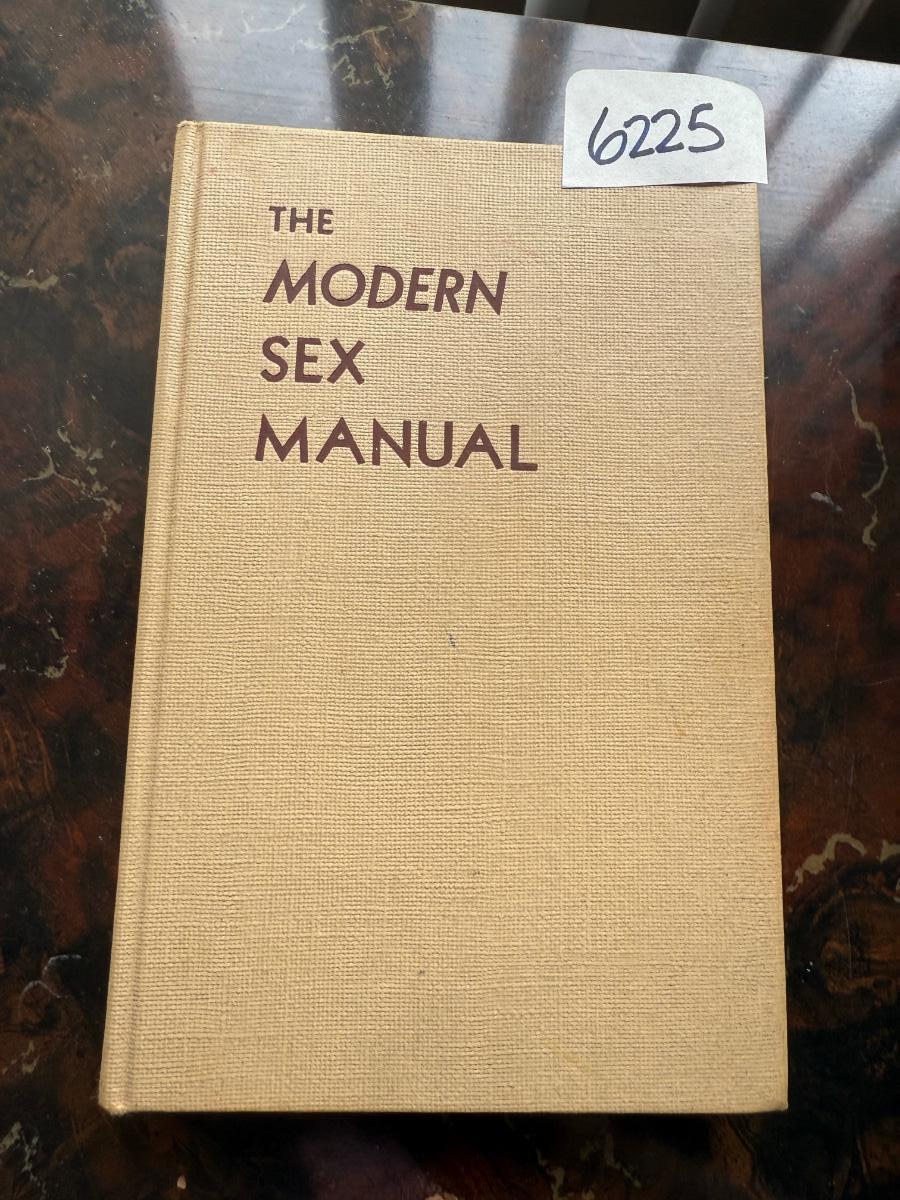 6225
THE
MODERN
SEX
MANUAL